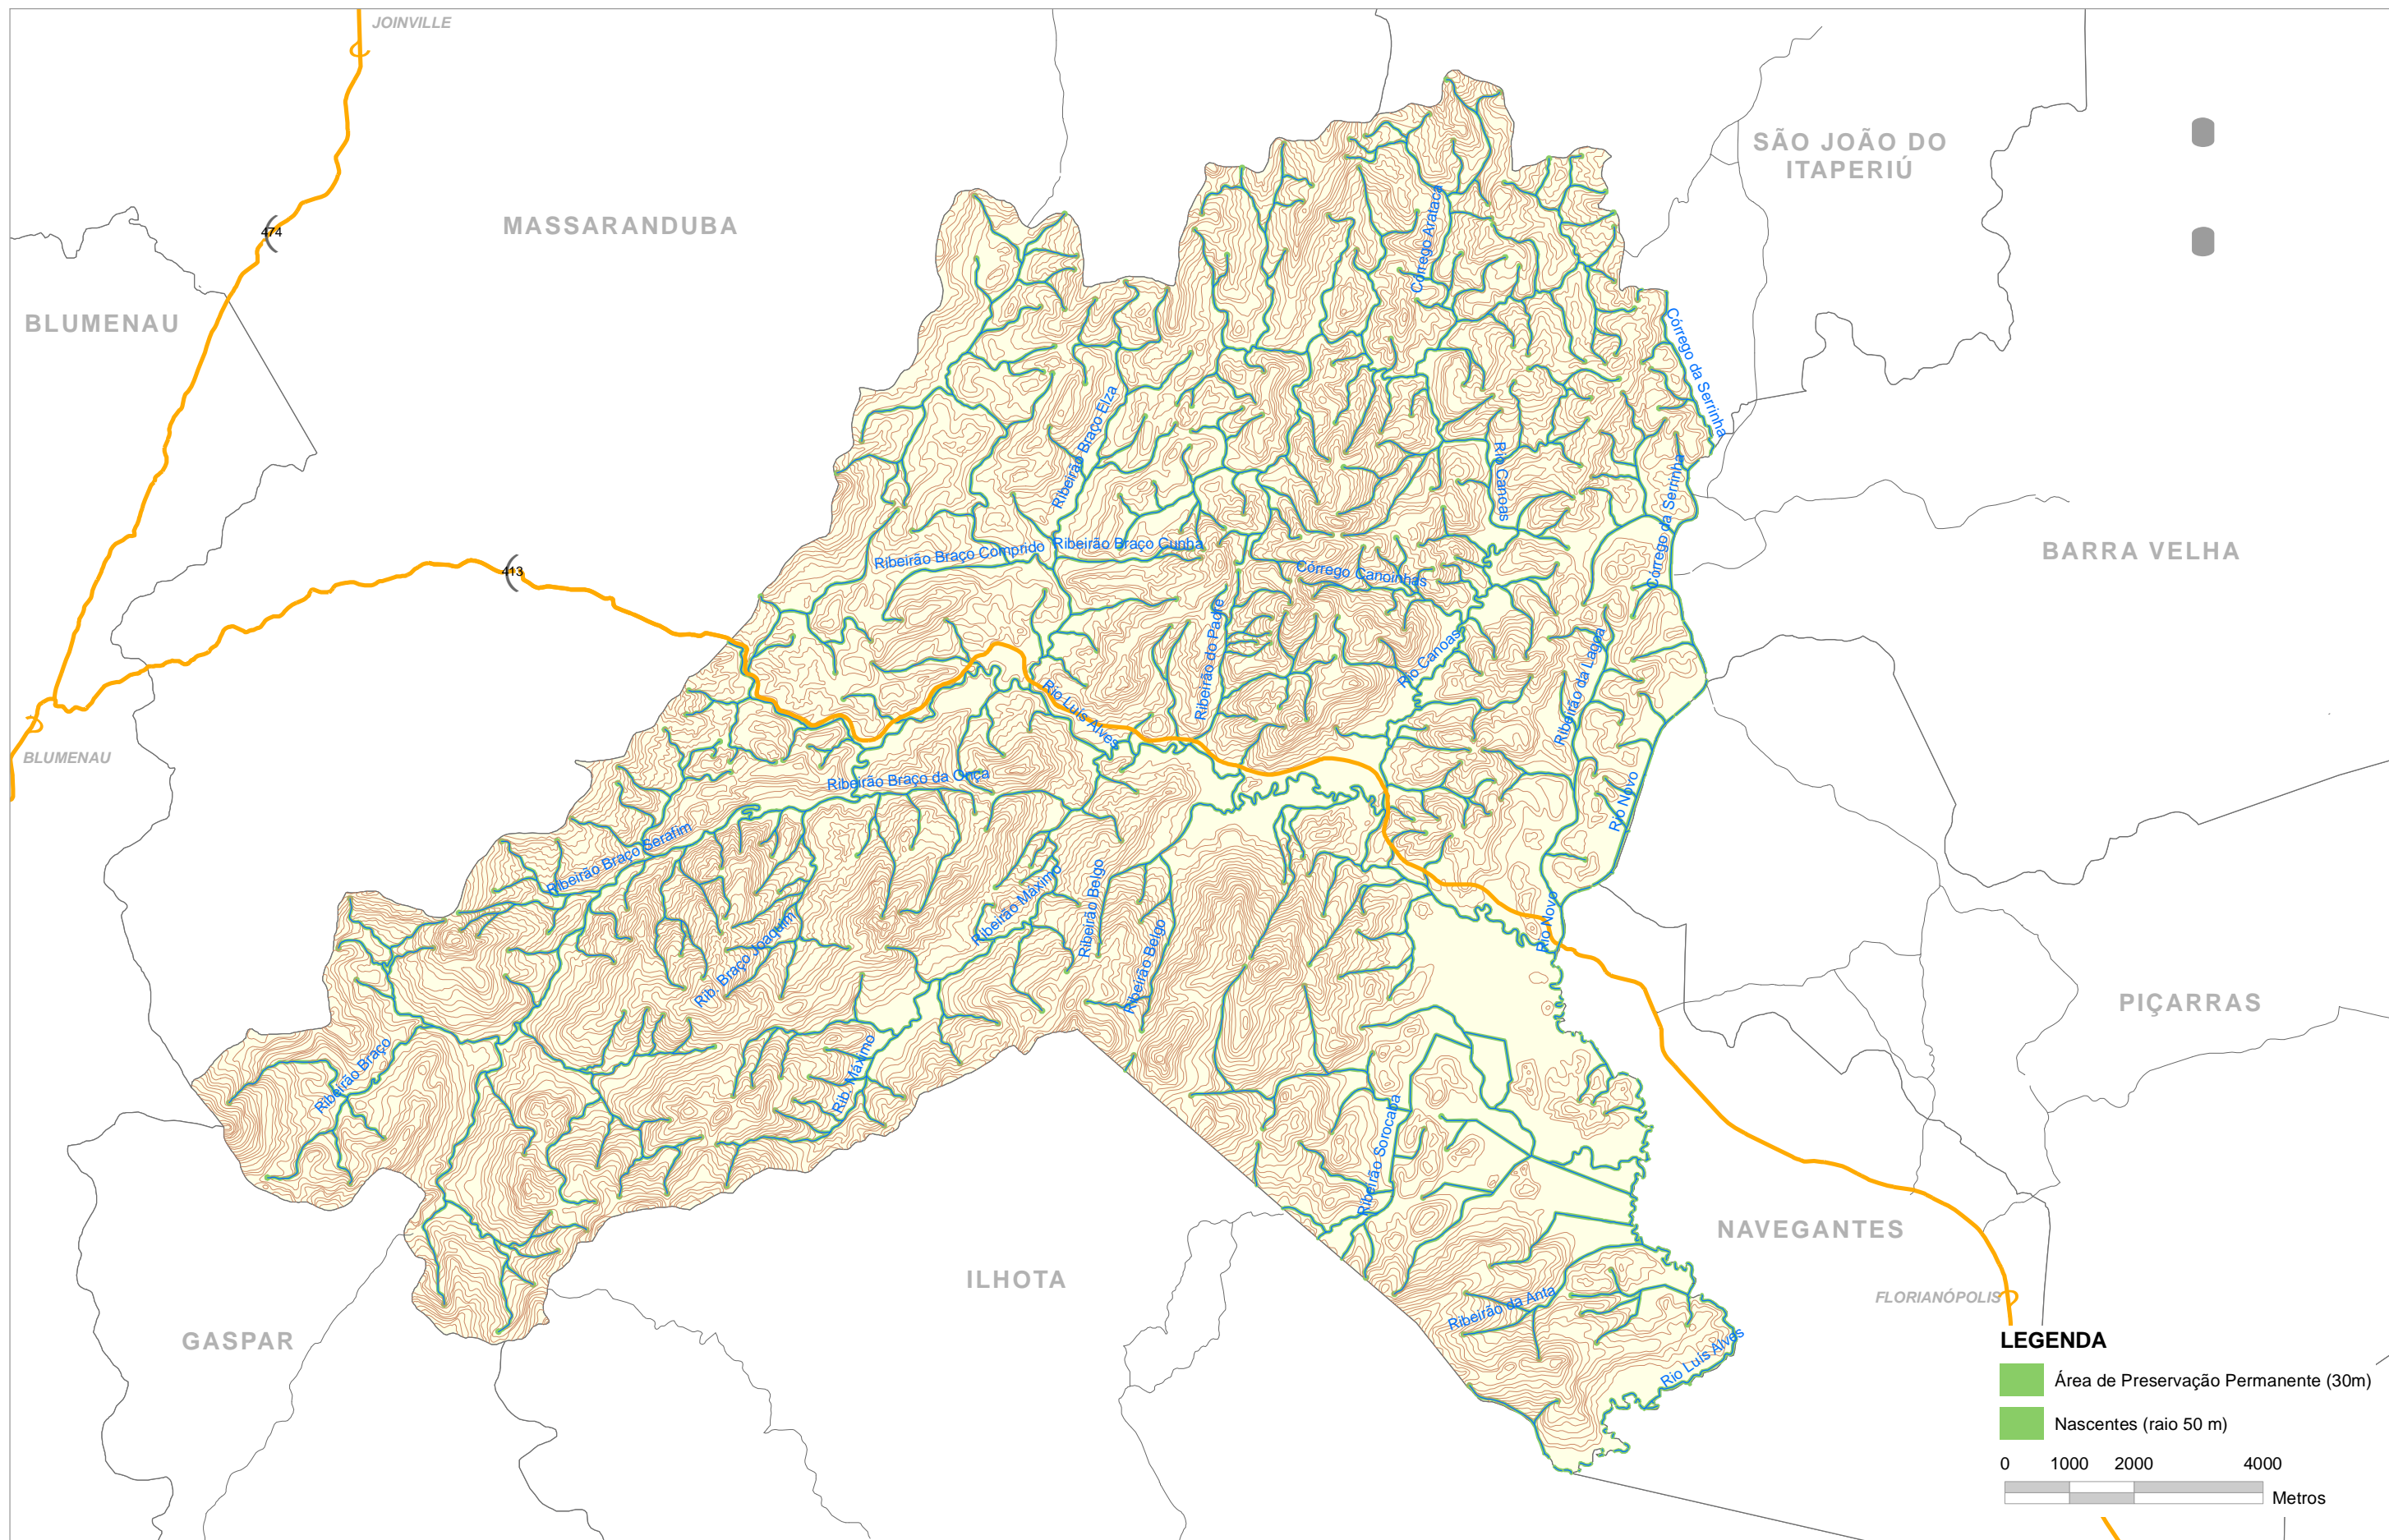 JOINVILLE
SÃO JOÃO DO
ITAPERIÚ
MASSARANDUBA
474
Córrego Arataca
BLUMENAU
Córrego da Serrinha
Ribeirão Braço Elza
Rio Canoas
Córrego da Serrinha
Ribeirão Braço Comprido
Ribeirão Braço Cunha
BARRA VELHA
413
Córrego Canoinhas
Ribeirão do Padre
Rio Canoas
Ribeirão da Lagoa
Rio Luís Alves
BLUMENAU
Ribeirão Braço da Onça
Rio Novo
Ribeirão Braço Serafim
Ribeirão Máximo
Ribeirão Belgo
Ribeirão Belgo
Rio Novo
Rib. Braço Joaquim
PIÇARRAS
Ribeirão Braço
Rib. Máximo
Ribeirão Sorocaba
NAVEGANTES
ILHOTA
Ribeirão da Anta
FLORIANÓPOLIS
GASPAR
Rio Luís Alves
LEGENDA
Área de Preservação Permanente (30m)
Nascentes (raio 50 m)
0 1000 2000 4000
Metros